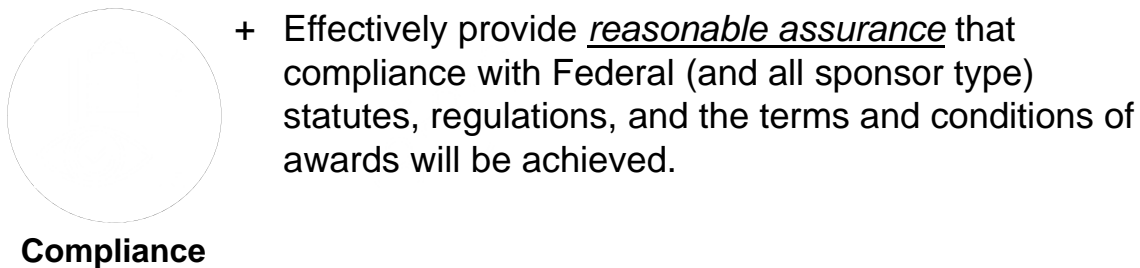 + Effectively provide reasonable assurance that
compliance with Federal (and all sponsor type)
statutes, regulations, and the terms and conditions of
awards will be achieved.
Compliance